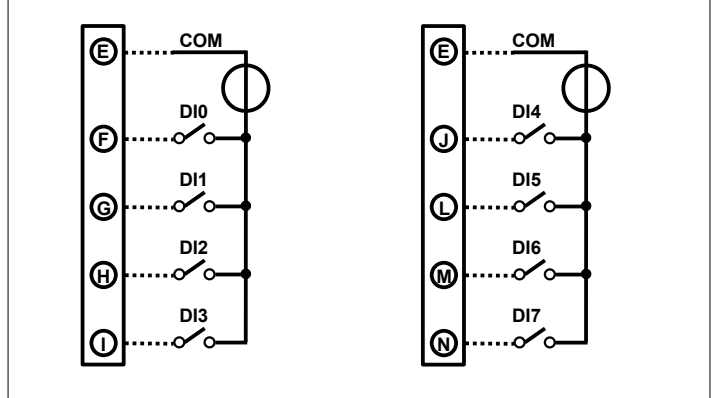 E COM
F DI0
G DI1
H DI2
I DI3
E COM
J DI4
L DI5
M DI6
N DI7